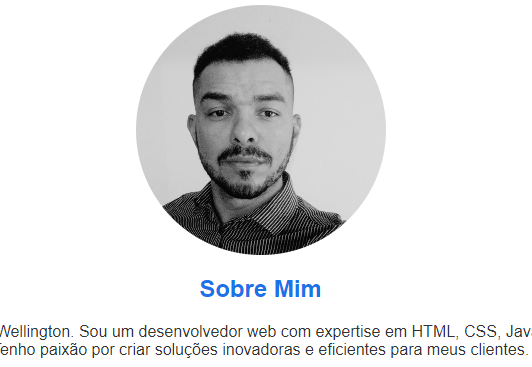 Sobre Mim
Wellington. Sou um desenvolvedor web com expertise em HTML, CSS, Jav
Tenho paixão por criar soluções inovadoras e eficientes para meus clientes.